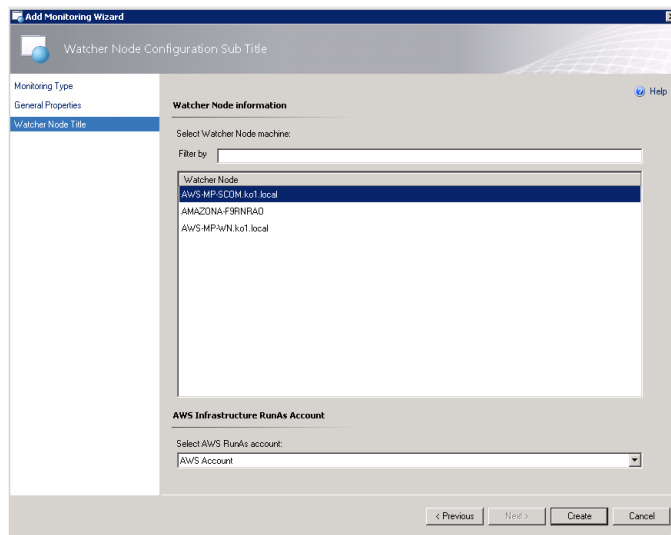 Add Monitoring Wizard
Watcher Node Configuration Sub Title
Monitoring Type
General Properties
Watcher Node Title
Help
Watcher Node information
Select Watcher Node machine:
Filter by
Watcher Node
AWS-MP-SCOM.ko1.local
AMAZONA-F9RNRAO
AWS-MP-WN.ko1.local
AWS Infrastructure RunAs Account
Select AWS RunAs account:
AWS Account
< Previous
Next >
Create
Cancel